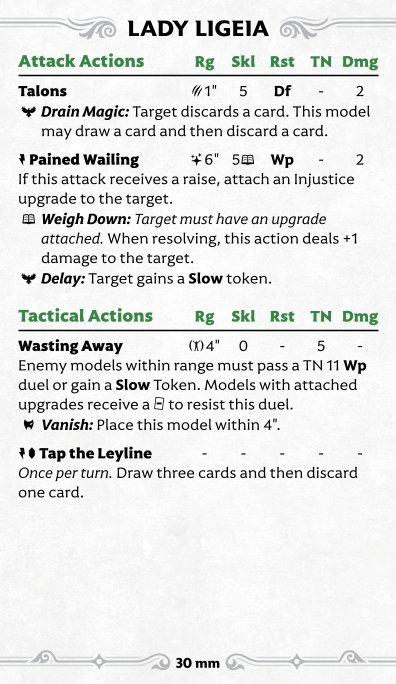 LADY LIGEIA
Attack Actions Rg Skl Rst TN Dmg
Talons 1" 5 Df - 2
Drain Magic: Target discards a card. This model
may draw a card and then discard a card.
Pained Wailing 6" 5 Wp - 2
If this attack receives a raise, attach an Injustice
upgrade to the target.
Weigh Down: Target must have an upgrade
attached. When resolving, this action deals +1
damage to the target.
Delay: Target gains a Slow token.
Tactical Actions Rg Skl Rst TN Dmg
Wasting Away 4" 0 - 5 -
Enemy models within range must pass a TN 11 Wp
duel or gain a Slow Token. Models with attached
upgrades receive a to resist this duel.
Vanish: Place this model within 4".
Tap the Leyline - - - - -
Once per turn. Draw three cards and then discard
one card.
30 mm